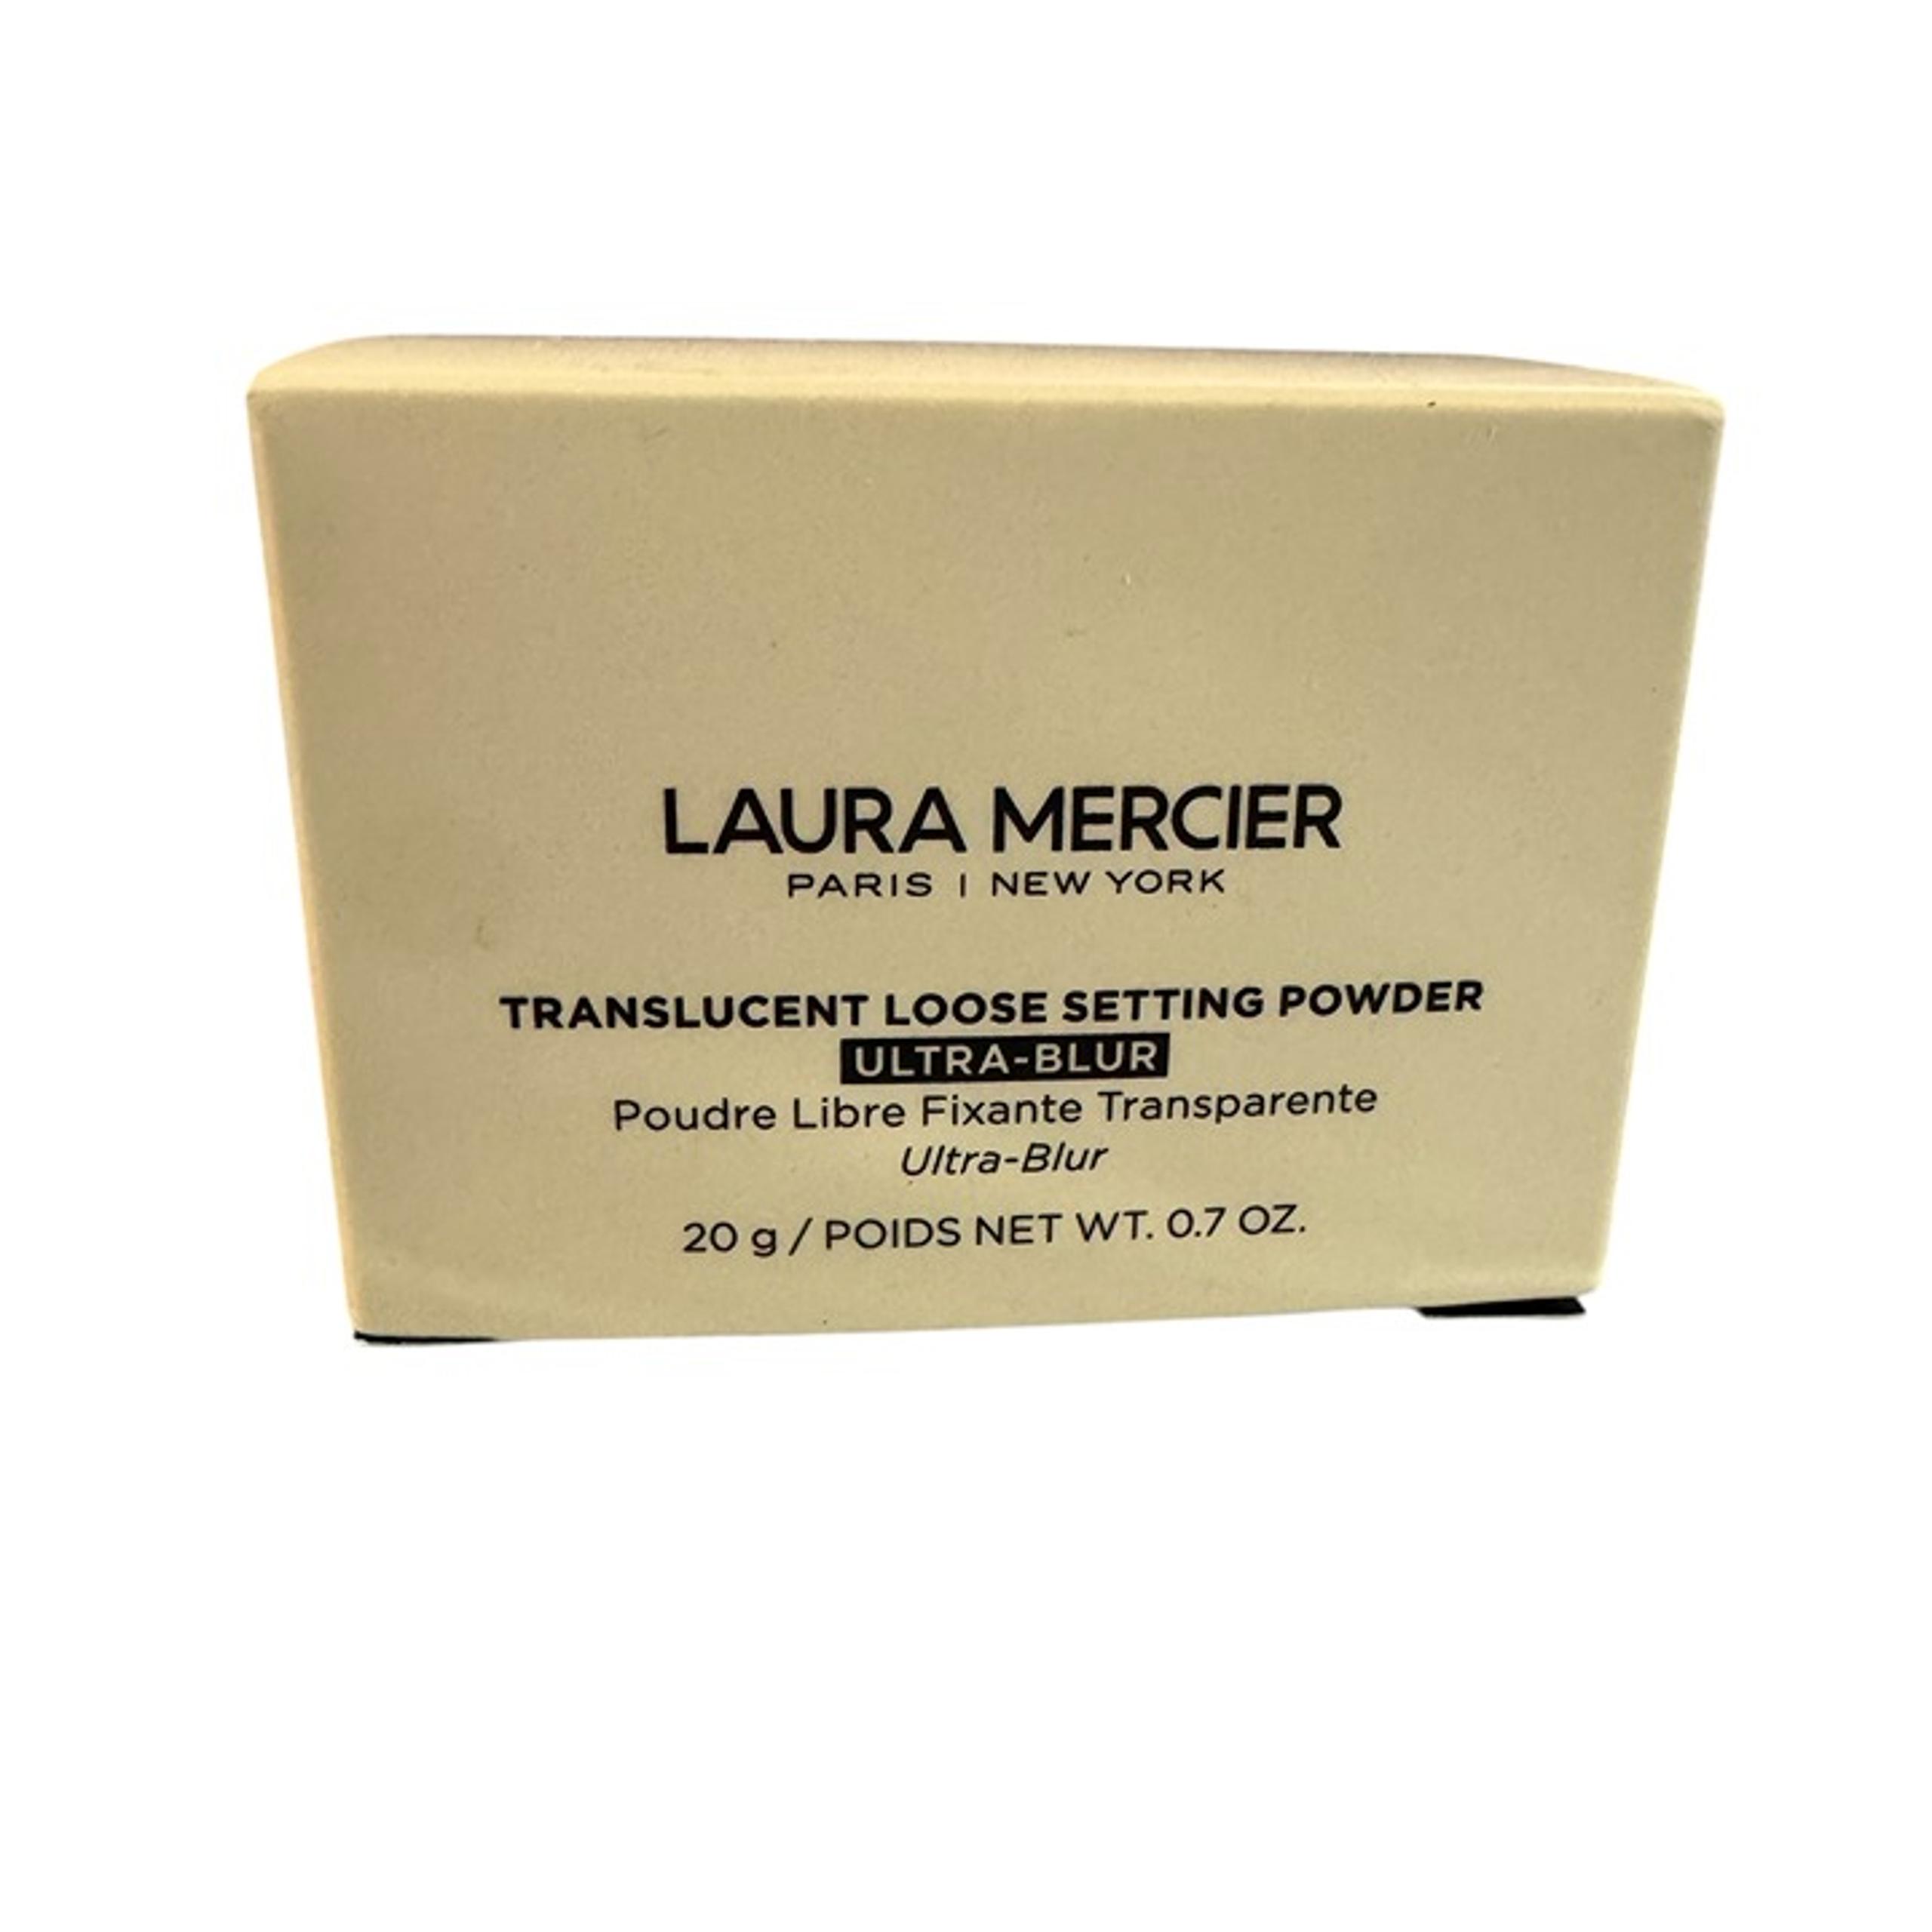 LAURA MERCIER
PARIS | NEW YORK
TRANSLUCENT LOOSE SETTING POWDER
ULTRA-BLUR
Poudre Libre Fixante Transparente
Ultra-Blur
20 g / POIDS NET WT. 0.7 OZ.